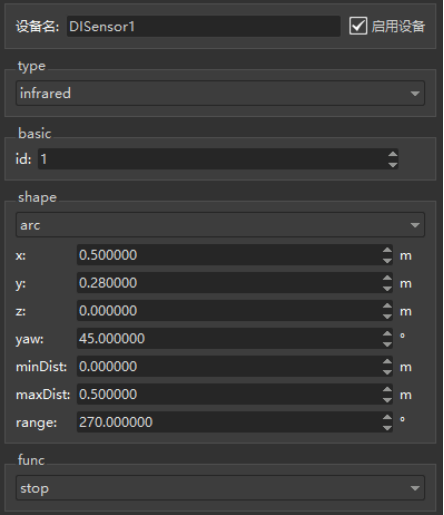 设备名: DISensor1 启用设备
type
infrared
basic
id: 1
shape
arc
x: 0.500000 m
y: 0.280000 m
z: 0.000000 m
yaw: 45.000000 °
minDist: 0.000000 m
maxDist: 0.500000 m
range: 270.000000 °
func
stop